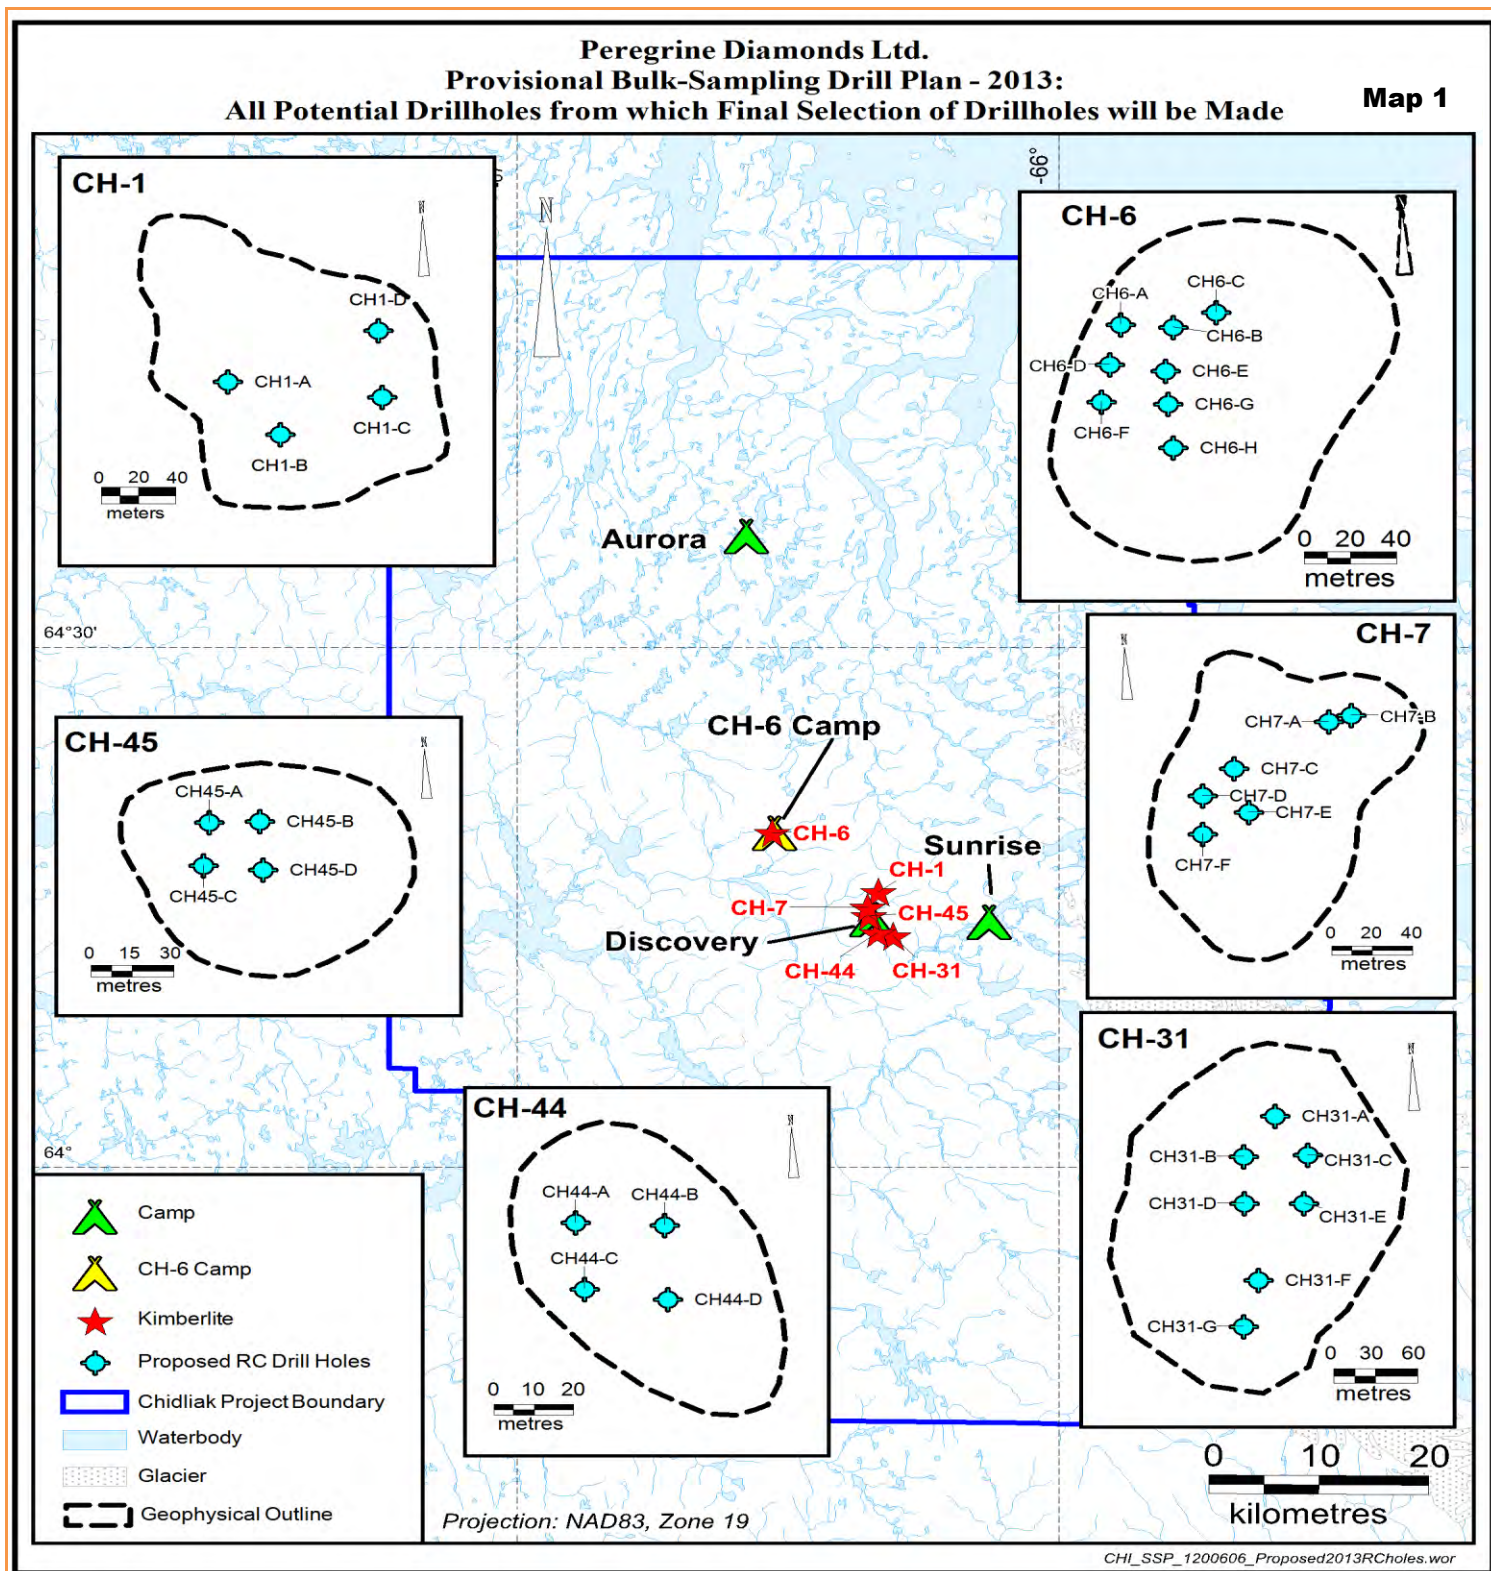 Peregrine Diamonds Ltd.
Provisional Bulk-Sampling Drill Plan - 2013:
All Potential Drillholes from which Final Selection of Drillholes will be Made
Map 1
-66°
CH-1
N
CH1-D
CH1-A
CH1-C
CH1-B
0 20 40
meters
N
CH-6
N
CH6-C
CH6-A
CH6-B
CH6-D
CH6-E
CH6-G
CH6-F
CH6-H
0 20 40
metres
Aurora
64°30'
CH-7
N
CH7-A
CH7-B
CH7-C
CH7-D
CH7-E
CH7-F
0 20 40
metres
CH-45
N
CH45-A
CH45-B
CH45-D
CH45-C
0 15 30
metres
CH-6 Camp
CH-6
Sunrise
CH-1
CH-7
CH-45
Discovery
CH-44
CH-31
CH-31
N
CH31-A
CH31-B
CH31-C
CH31-D
CH31-E
CH31-F
CH31-G
0 30 60
metres
64°
CH-44
N
CH44-A
CH44-B
CH44-C
CH44-D
0 10 20
metres
Camp
CH-6 Camp
Kimberlite
Proposed RC Drill Holes
Chidliak Project Boundary
Waterbody
Glacier
Geophysical Outline
0 10 20
kilometres
Projection: NAD83, Zone 19
CHI_SSP_1200606_Proposed2013RCholes.wor